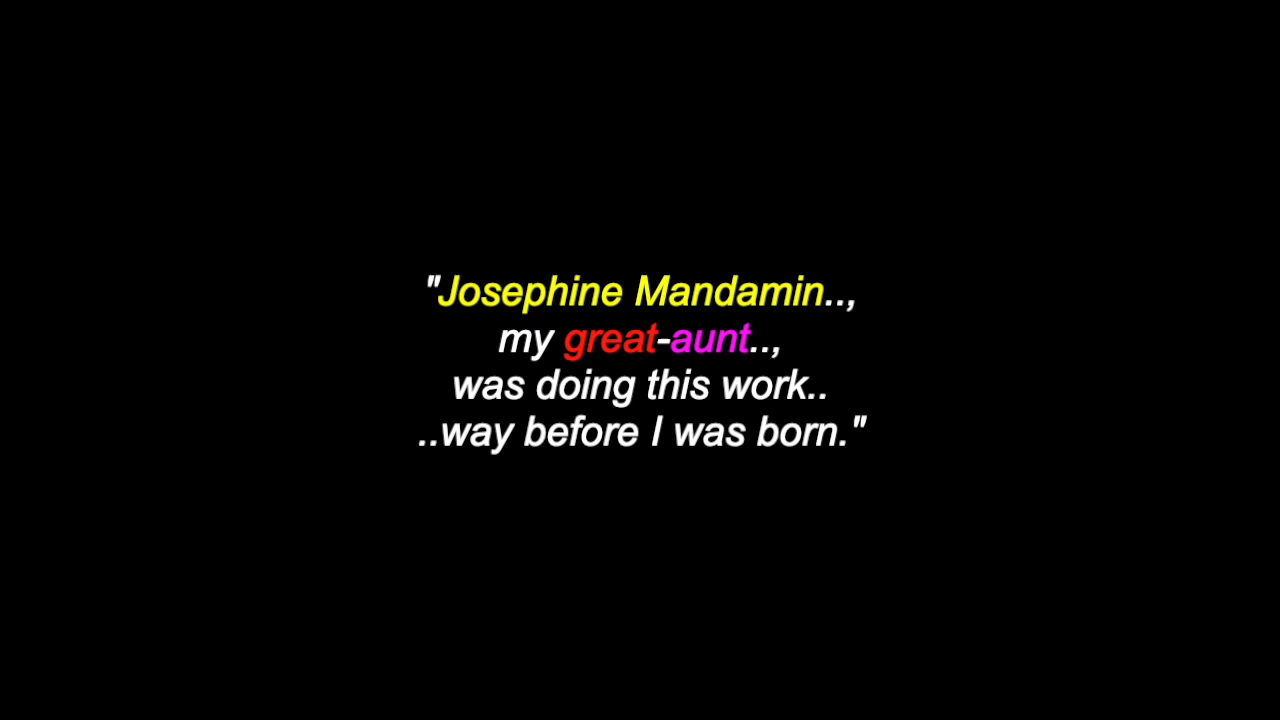 "Josephine Mandamin..,
my great-aunt..,
was doing this work..
..way before I was born."